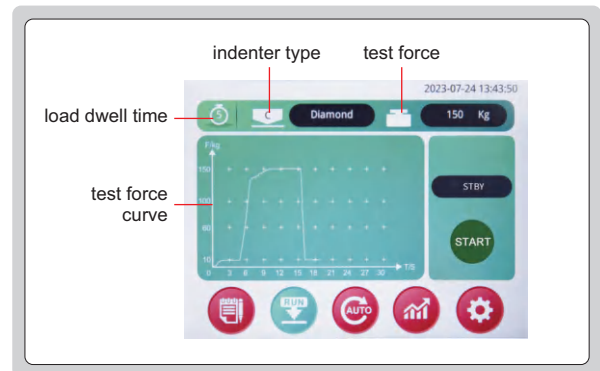 indenter type
test force
2023-07-24 13:43:50
load dwell time
5
C
Diamond
150 Kg
F/kg
150
100
60
10
0 3 6 9 12 15 18 21 24 27 30
T/S
test force
curve
STBY
START
RUN
AUTO